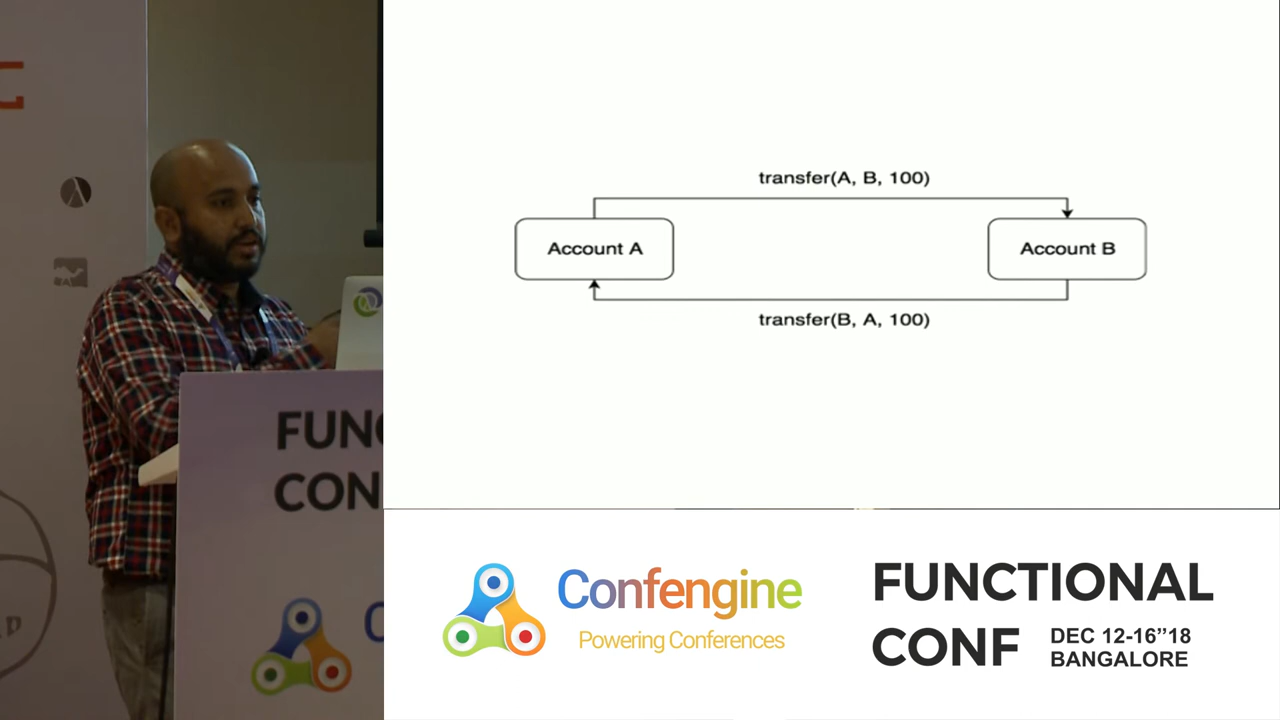 transfer(A, B, 100)
Account A
Account B
transfer(B, A, 100)
FUNC
CON
Confengine
Powering Conferences
FUNCTIONAL
CONF
DEC 12-16”18
BANGALORE